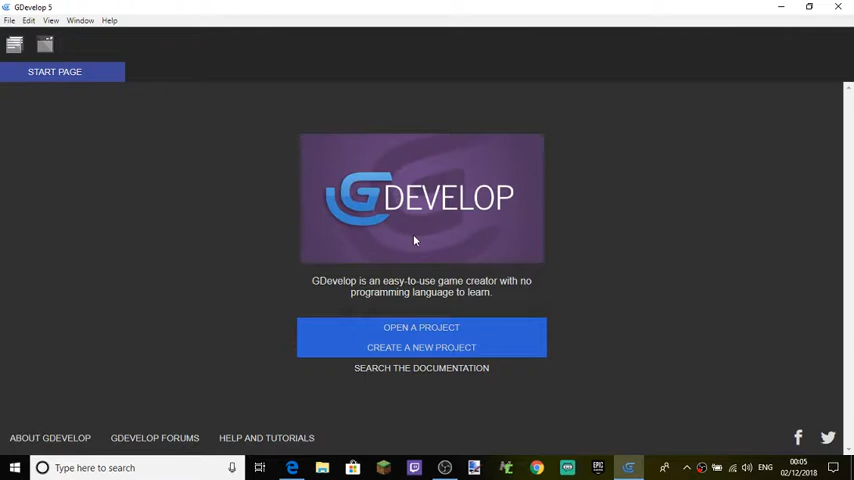 GDevelop 5
File Edit View Window Help
START PAGE
GDEVELOP
GDevelop is an easy-to-use game creator with no
programming language to learn.
OPEN A PROJECT
CREATE A NEW PROJECT
SEARCH THE DOCUMENTATION
ABOUT GDEVELOP GDEVELOP FORUMS HELP AND TUTORIALS
Type here to search
EPIC
GAMES
ENG
00:05
02/12/2018